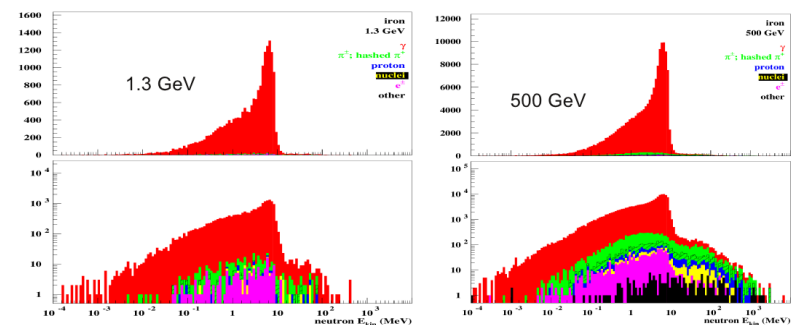 1600
1400
1200
1000
800
600
400
200
0
iron
1.3 GeV
γ
π⁺; hashed π⁻
proton
nuclei
e⁺
other
1.3 GeV
12000
10000
8000
6000
4000
2000
0
iron
500 GeV
γ
π⁺; hashed π⁻
proton
nuclei
e⁺
other
500 GeV
10⁴
10³
10²
10
1
10⁻⁴ 10⁻³ 10⁻² 10⁻¹ 1 10 10² 10³
neutron E_kin (MeV)
10⁵
10⁴
10³
10²
10
1
10⁻⁴ 10⁻³ 10⁻² 10⁻¹ 1 10 10² 10³
neutron E_kin (MeV)